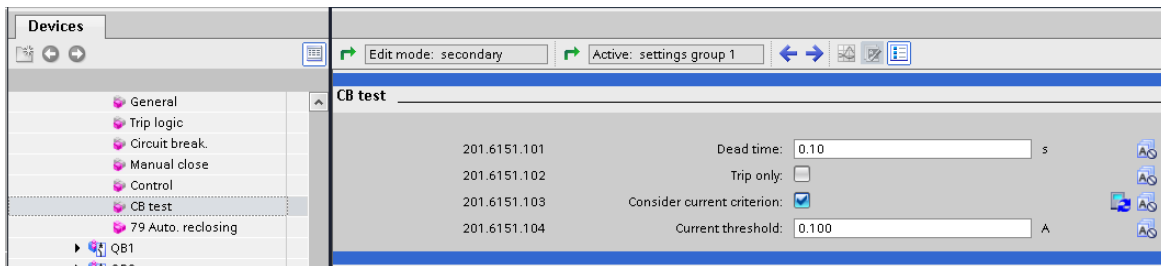 Devices
Edit mode: secondary
Active: settings group 1
CB test
General
Trip logic
Circuit break.
Manual close
Control
CB test
79 Auto. reclosing
QB1
201.6151.101 Dead time: 0.10 s
201.6151.102 Trip only:
201.6151.103 Consider current criterion:
201.6151.104 Current threshold: 0.100 A